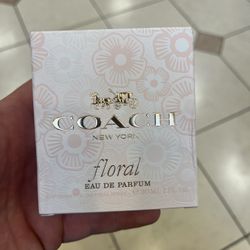 COACH
NEW YORK
floral
EAU DE PARFUM